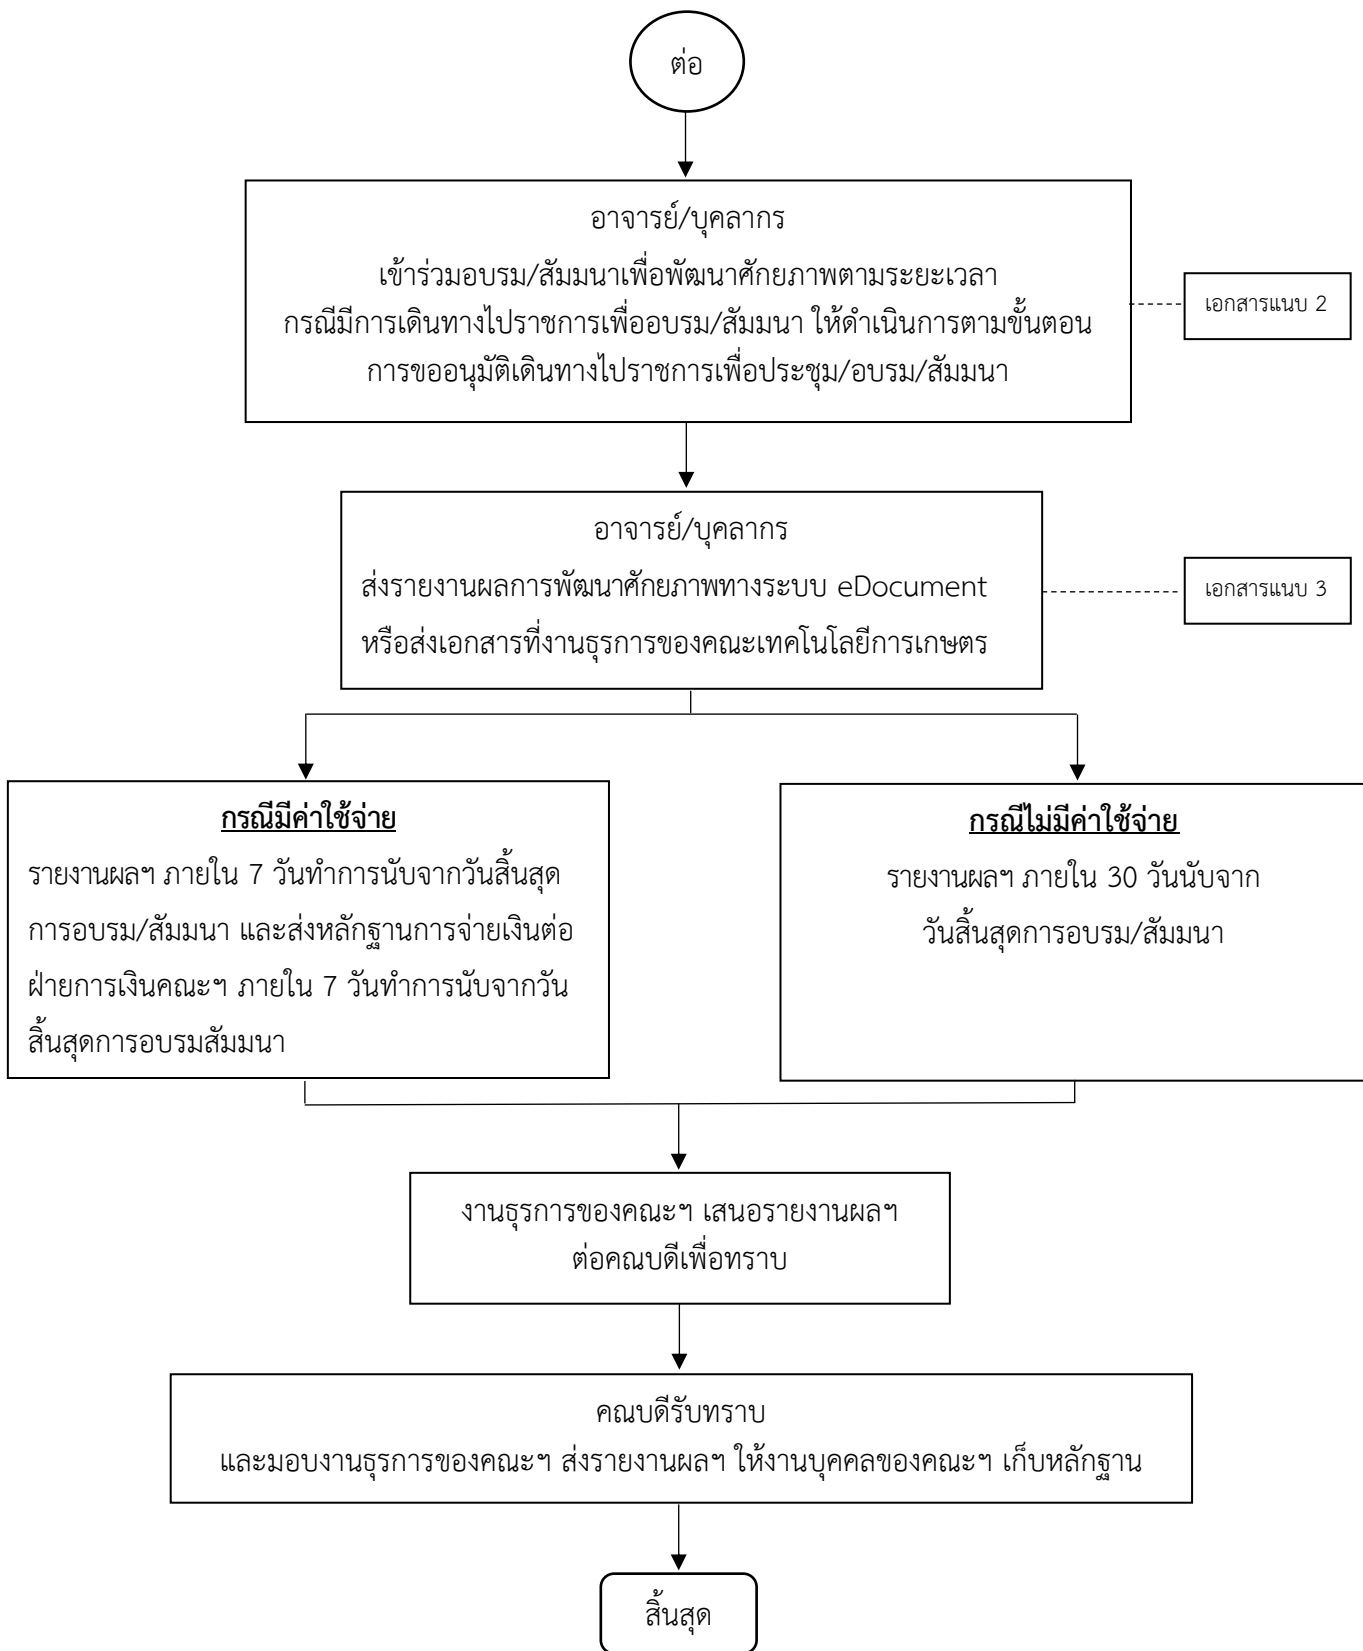 ต่อ
อาจารย์/บุคลากร
เข้าร่วมอบรม/สัมมนาเพื่อพัฒนาศักยภาพตามระยะเวลา
กรณีมีการเดินทางไปราชการเพื่ออบรม/สัมมนา ให้ดำเนินการตามขั้นตอน
การขออนุมัติเดินทางไปราชการเพื่อประชุม/อบรม/สัมมนา
เอกสารแนบ 2
อาจารย์/บุคลากร
ส่งรายงานผลการพัฒนาศักยภาพทางระบบ eDocument
หรือส่งเอกสารที่งานธุรการของคณะเทคโนโลยีการเกษตร
เอกสารแนบ 3
กรณีมีค่าใช้จ่าย
รายงานผลฯ ภายใน 7 วันทำการนับจากวันสิ้นสุด
การอบรม/สัมมนา และส่งหลักฐานการจ่ายเงินต่อ
ฝ่ายการเงินคณะฯ ภายใน 7 วันทำการนับจากวัน
สิ้นสุดการอบรมสัมมนา
กรณีไม่มีค่าใช้จ่าย
รายงานผลฯ ภายใน 30 วันนับจาก
วันสิ้นสุดการอบรม/สัมมนา
งานธุรการของคณะฯ เสนอรายงานผลฯ
ต่อคณบดีเพื่อทราบ
คณบดีรับทราบ
และมอบงานธุรการของคณะฯ ส่งรายงานผลฯ ให้งานบุคคลของคณะฯ เก็บหลักฐาน
สิ้นสุด